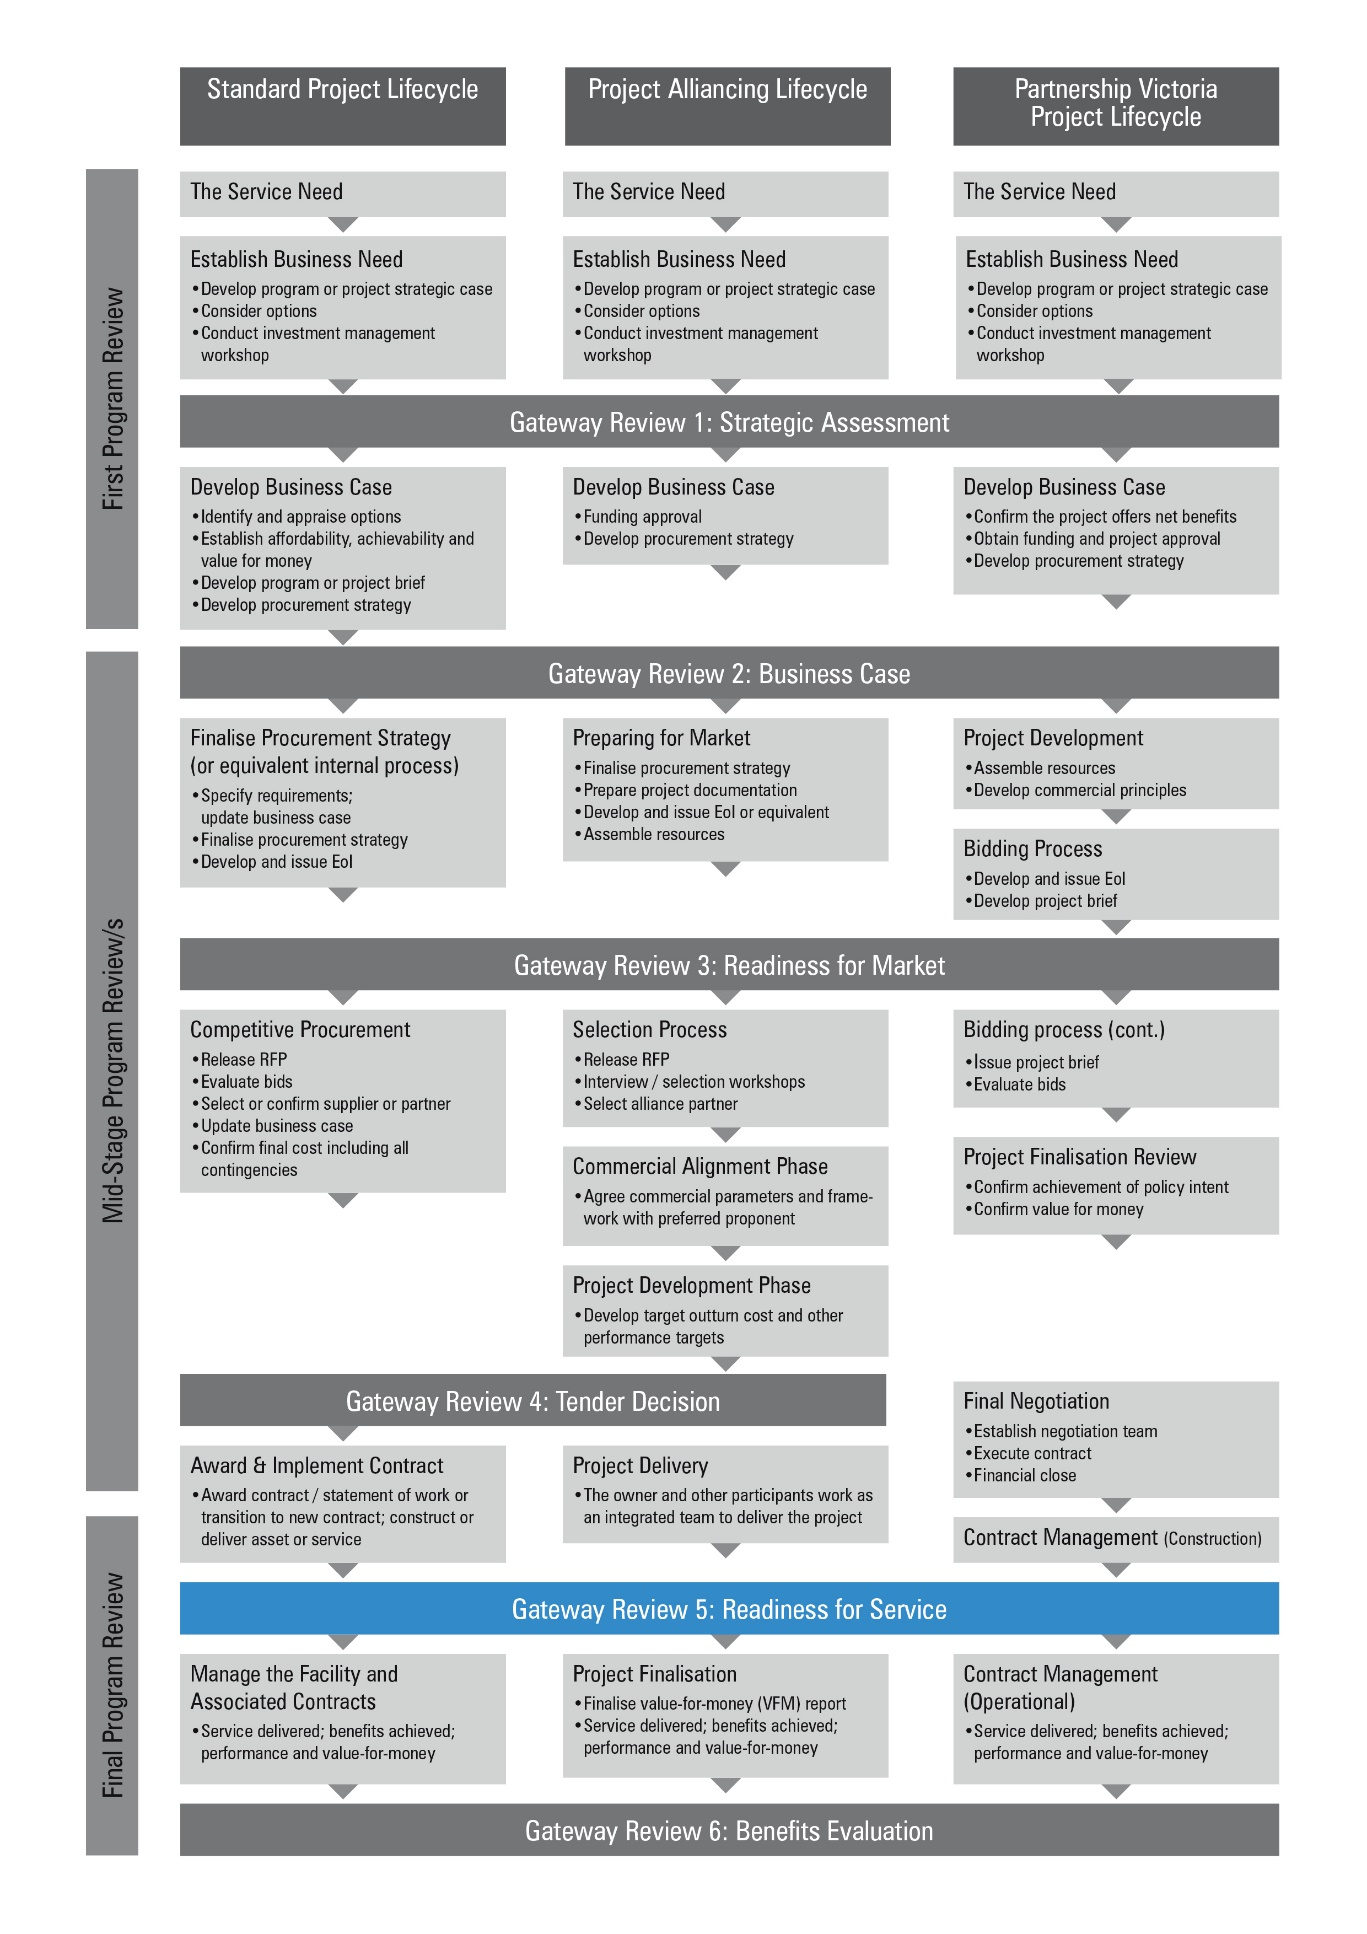 Standard Project Lifecycle
Project Alliancing Lifecycle
Partnership Victoria
Project Lifecycle
First Program Review
The Service Need
The Service Need
The Service Need
Establish Business Need
•Develop program or project strategic case
•Consider options
•Conduct investment management
workshop
Establish Business Need
•Develop program or project strategic case
•Consider options
•Conduct investment management
workshop
Establish Business Need
•Develop program or project strategic case
•Consider options
•Conduct investment management
workshop
Gateway Review 1: Strategic Assessment
Develop Business Case
•Identify and appraise options
•Establish affordability, achievability and
value for money
•Develop program or project brief
•Develop procurement strategy
Develop Business Case
•Funding approval
•Develop procurement strategy
Develop Business Case
•Confirm the project offers net benefits
•Obtain funding and project approval
•Develop procurement strategy
Mid-Stage Program Review/s
Gateway Review 2: Business Case
Finalise Procurement Strategy
(or equivalent internal process)
•Specify requirements;
update business case
•Finalise procurement strategy
•Develop and issue EoI
Preparing for Market
•Finalise procurement strategy
•Prepare project documentation
•Develop and issue EoI or equivalent
•Assemble resources
Project Development
•Assemble resources
•Develop commercial principles
Bidding Process
•Develop and issue EoI
•Develop project brief
Gateway Review 3: Readiness for Market
Competitive Procurement
•Release RFP
•Evaluate bids
•Select or confirm supplier or partner
•Update business case
•Confirm final cost including all
contingencies
Selection Process
•Release RFP
•Interview / selection workshops
•Select alliance partner
Commercial Alignment Phase
•Agree commercial parameters and frame-
work with preferred proponent
Project Development Phase
•Develop target outturn cost and other
performance targets
Bidding process (cont.)
•Issue project brief
•Evaluate bids
Project Finalisation Review
•Confirm achievement of policy intent
•Confirm value for money
Gateway Review 4: Tender Decision
Award & Implement Contract
•Award contract / statement of work or
transition to new contract; construct or
deliver asset or service
Project Delivery
•The owner and other participants work as
an integrated team to deliver the project
Final Negotiation
•Establish negotiation team
•Execute contract
•Financial close
Contract Management (Construction)
Final Program Review
Gateway Review 5: Readiness for Service
Manage the Facility and
Associated Contracts
•Service delivered; benefits achieved;
performance and value-for-money
Project Finalisation
•Finalise value-for-money (VFM) report
•Service delivered; benefits achieved;
performance and value-for-money
Contract Management
(Operational)
•Service delivered; benefits achieved;
performance and value-for-money
Gateway Review 6: Benefits Evaluation